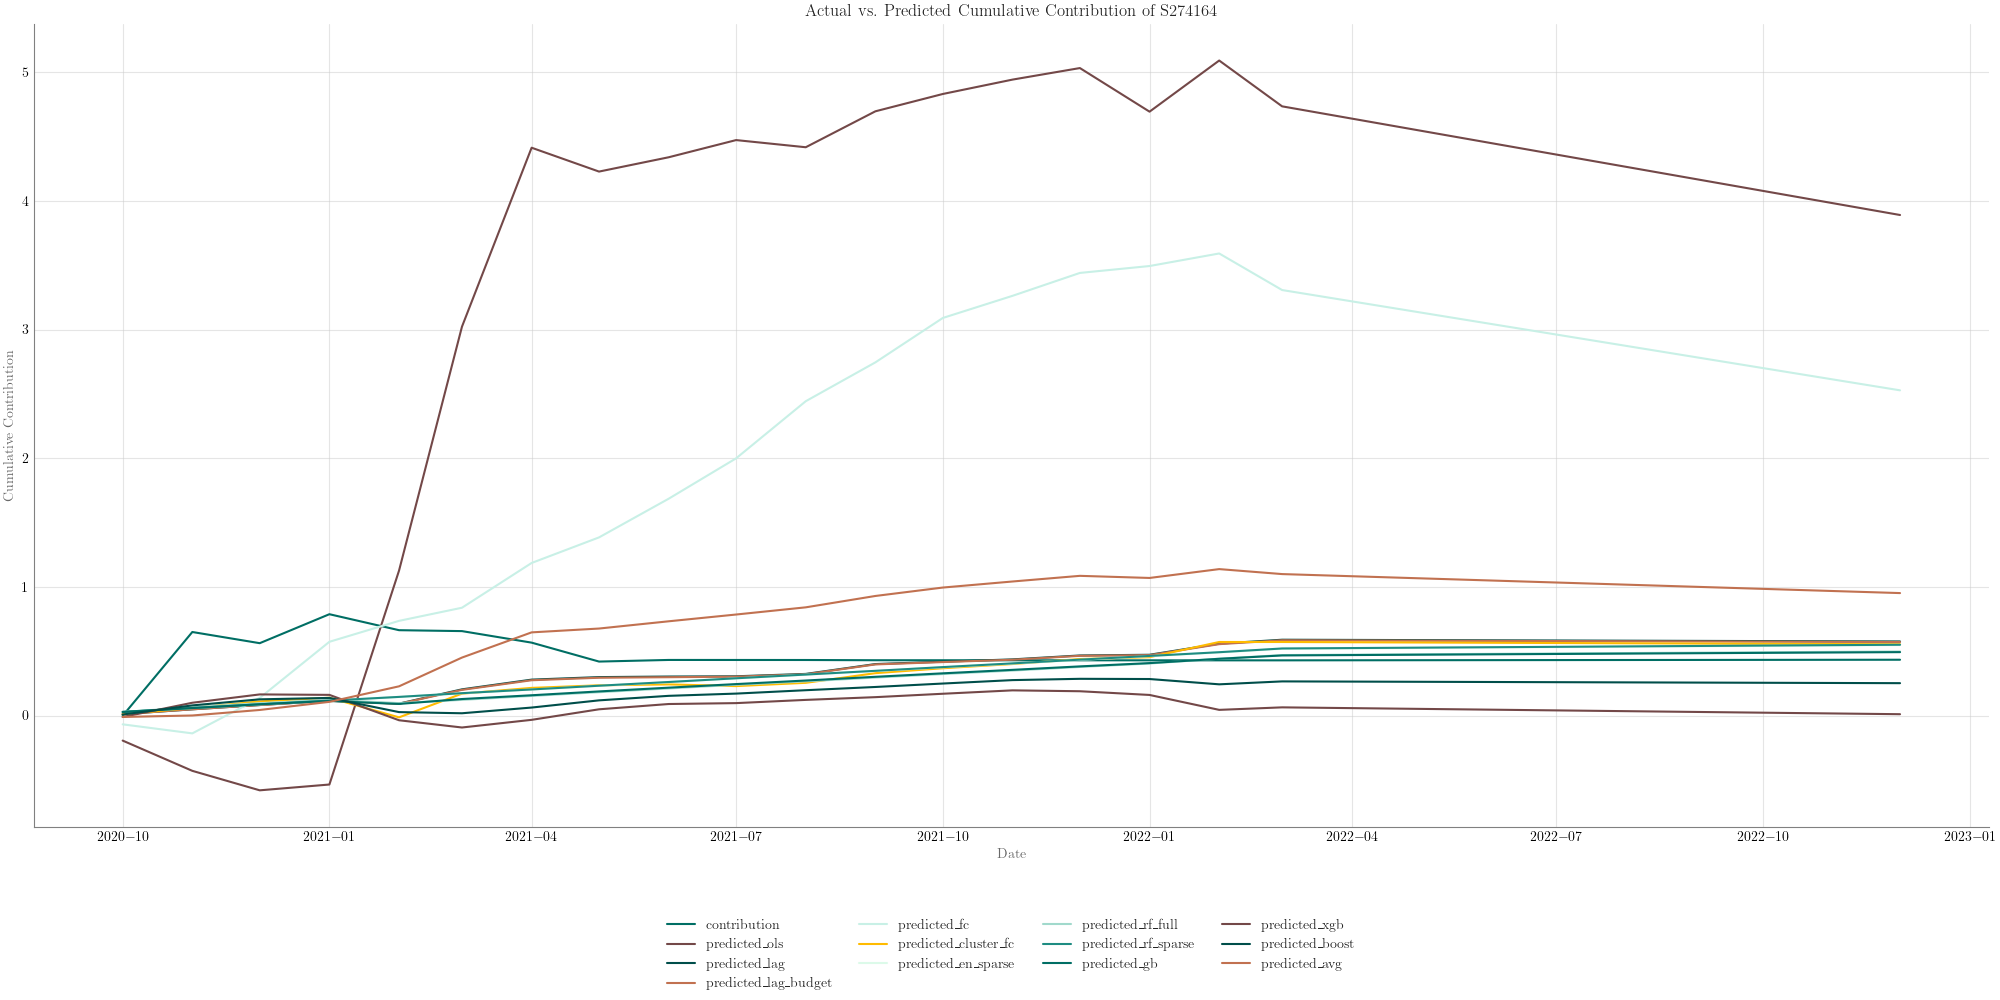 Actual vs. Predicted Cumulative Contribution of S274164
Cumulative Contribution
5
4
3
2
1
0
2020−10 2021−01 2021−04 2021−07 2021−10 2022−01 2022−04 2022−07 2022−10 2023−01
Date
contribution predicted_fc predicted_rf_full predicted_xgb
predicted_ols predicted_cluster_fc predicted_rf_sparse predicted_boost
predicted_lag predicted_en_sparse predicted_gb predicted_avg
predicted_lag_budget